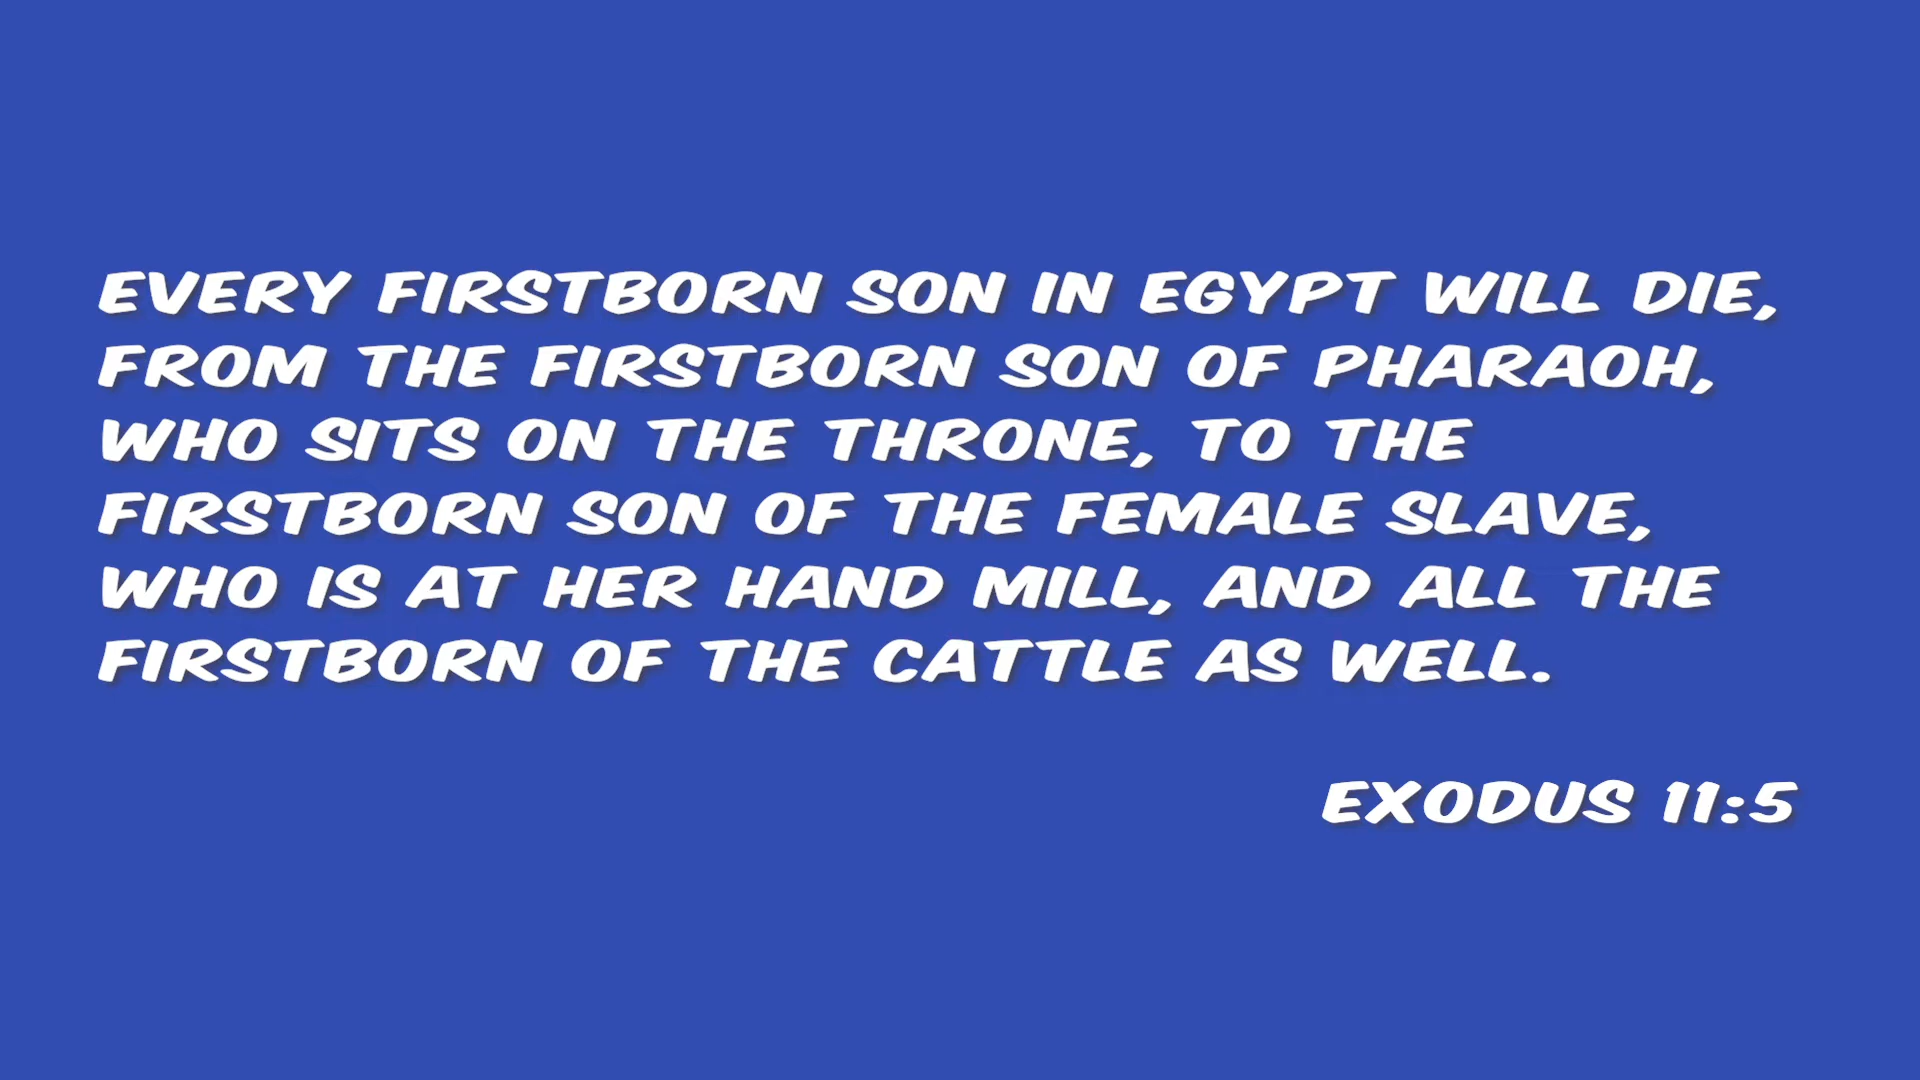 EVERY FIRSTBORN SON IN EGYPT WILL DIE,
FROM THE FIRSTBORN SON OF PHARAOH,
WHO SITS ON THE THRONE, TO THE
FIRSTBORN SON OF THE FEMALE SLAVE,
WHO IS AT HER HAND MILL, AND ALL THE
FIRSTBORN OF THE CATTLE AS WELL.
EXODUS 11:5